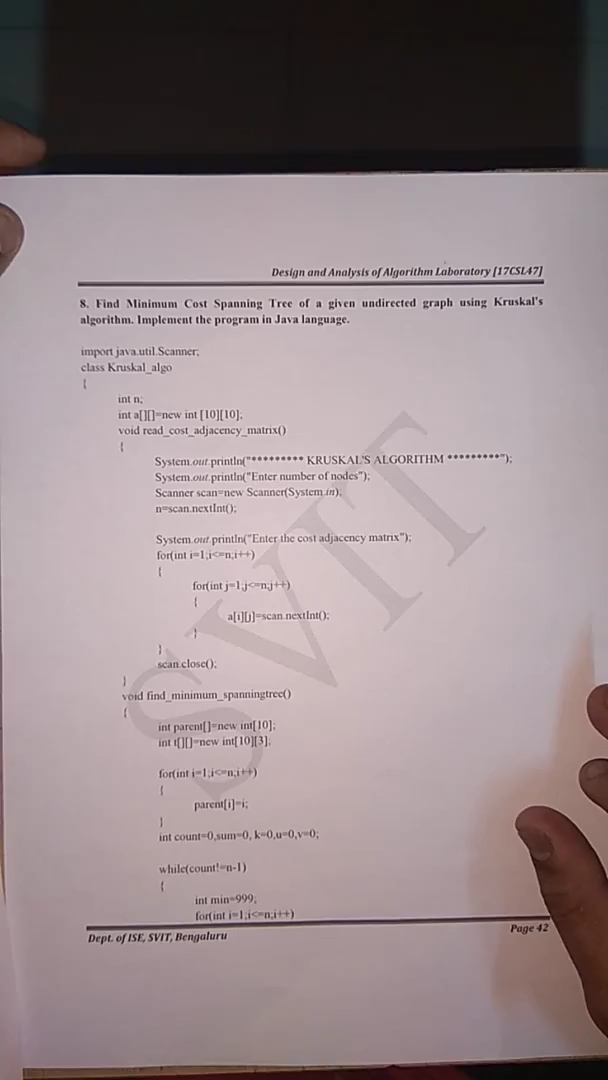 Design and Analysis of Algorithm Laboratory [17CSL47]
8. Find Minimum Cost Spanning Tree of a given undirected graph using Kruskal's
algorithm. Implement the program in Java language.
import java.util.Scanner;
class Kruskal_algo
{
int n;
int a[][]=new int [10][10];
void read_cost_adjacency_matrix()
{
System.out.println("********* KRUSKAL'S ALGORITHM *********");
System.out.println("Enter number of nodes");
Scanner scan=new Scanner(System.in);
n=scan.nextInt();
System.out.println("Enter the cost adjacency matrix");
for(int i=1;i<=n;i++)
{
for(int j=1;j<=n;j++)
{
a[i][j]=scan.nextInt();
}
}
scan.close();
}
void find_minimum_spanningtree()
{
int parent[]=new int[10];
int t[][]=new int[10][3];
for(int i=1;i<=n;i++)
{
parent[i]=i;
}
int count=0,sum=0, k=0,u=0,v=0;
while(count!=n-1)
{
int min=999;
for(int i=1;i<=n;i++)
SVIT
Dept. of ISE, SVIT, Bengaluru
Page 42